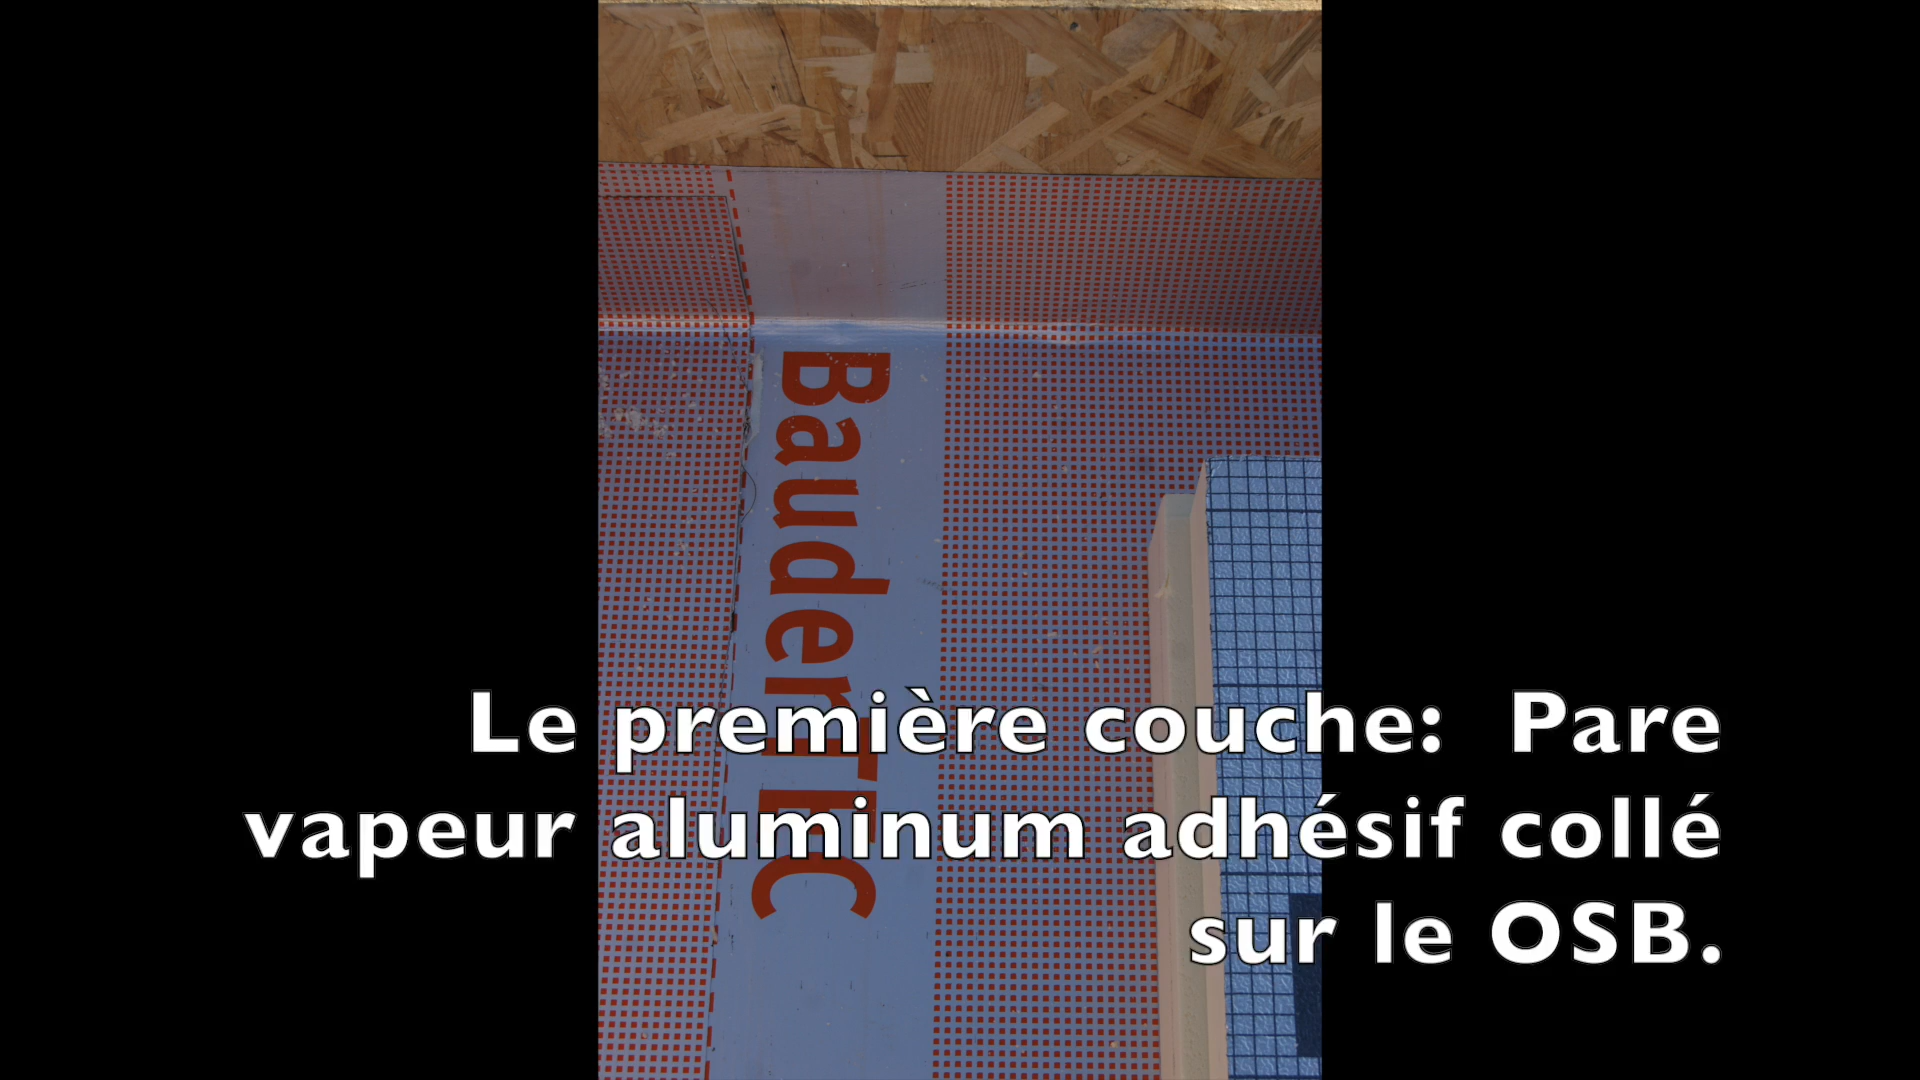 BauderTEC
Le première couche: Pare
vapeur aluminum adhésif collé
sur le OSB.